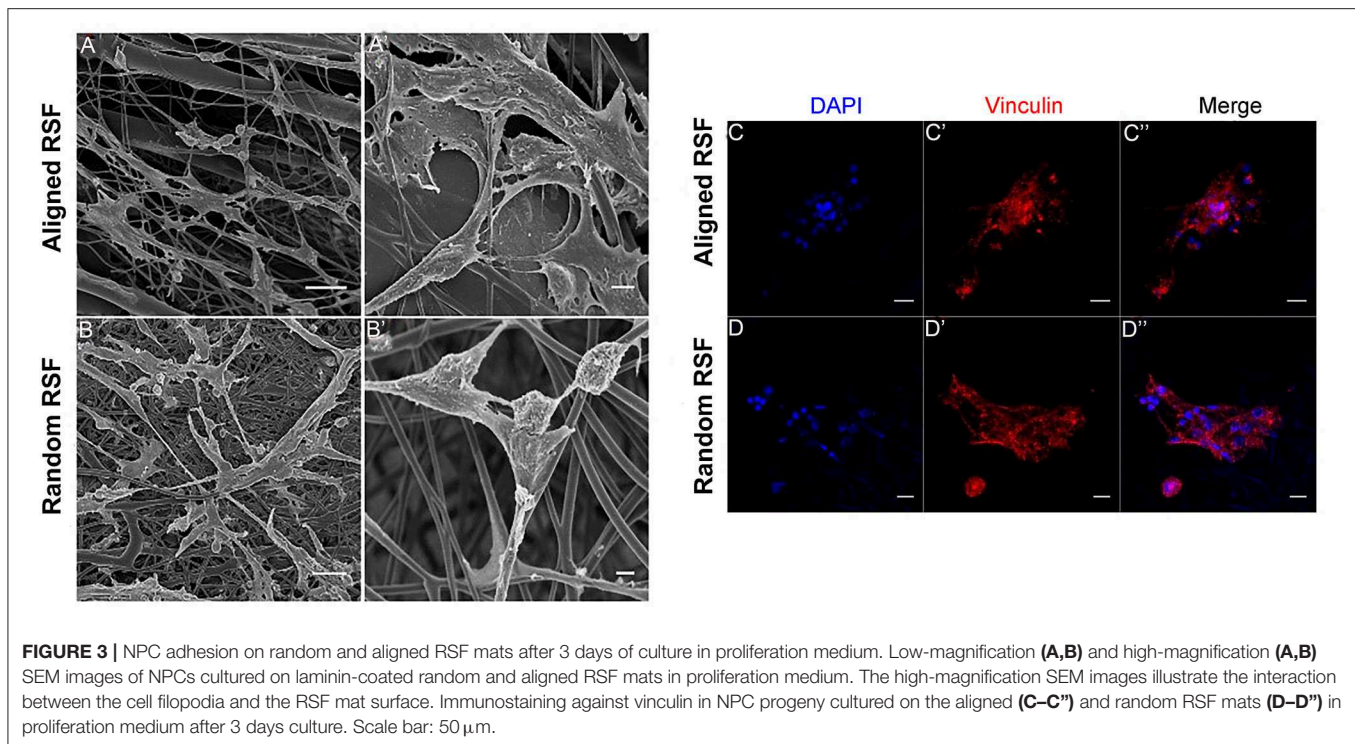 DAPI Vinculin Merge
Aligned RSF
A A'
Random RSF
B B'
Aligned RSF
C C' C''
Random RSF
D D' D''
FIGURE 3 | NPC adhesion on random and aligned RSF mats after 3 days of culture in proliferation medium. Low-magnification (A,B) and high-magnification (A,B)
SEM images of NPCs cultured on laminin-coated random and aligned RSF mats in proliferation medium. The high-magnification SEM images illustrate the interaction
between the cell filopodia and the RSF mat surface. Immunostaining against vinculin in NPC progeny cultured on the aligned (C–C”) and random RSF mats (D–D”) in
proliferation medium after 3 days culture. Scale bar: 50 μm.